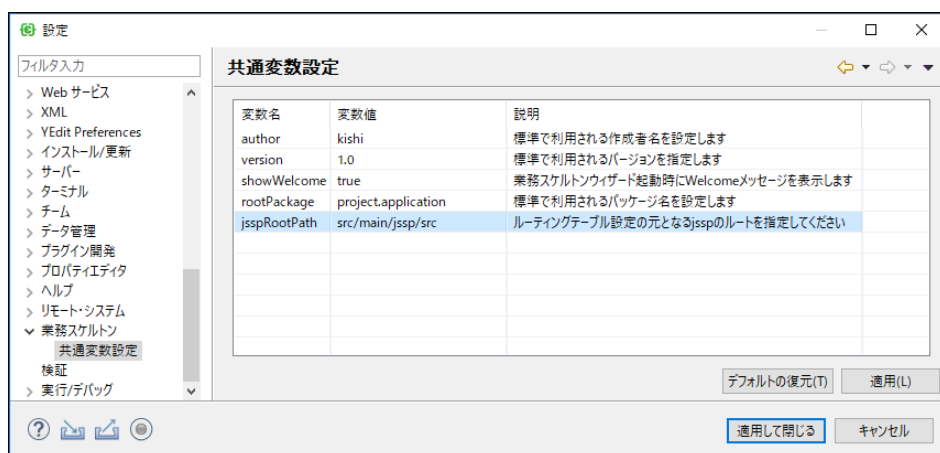 設定
フィルタ入力
Web サービス
XML
YEdit Preferences
インストール/更新
サーバー
ターミナル
チーム
データ管理
プラグイン開発
プロパティエディタ
ヘルプ
リモート・システム
業務スケルトン
共通変数設定
検証
実行/デバッグ
共通変数設定
変数名 変数値 説明
author kishi 標準で利用される作成者名を設定します
version 1.0 標準で利用されるバージョンを指定します
showWelcome true 業務スケルトンウィザード起動時にWelcomeメッセージを表示します
rootPackage project.application 標準で利用されるパッケージ名を設定します
jsspRootPath src/main/jssp/src ルーティングテーブル設定の元となるjsspのルートを指定してください
デフォルトの復元(T) 適用(L)
適用して閉じる キャンセル